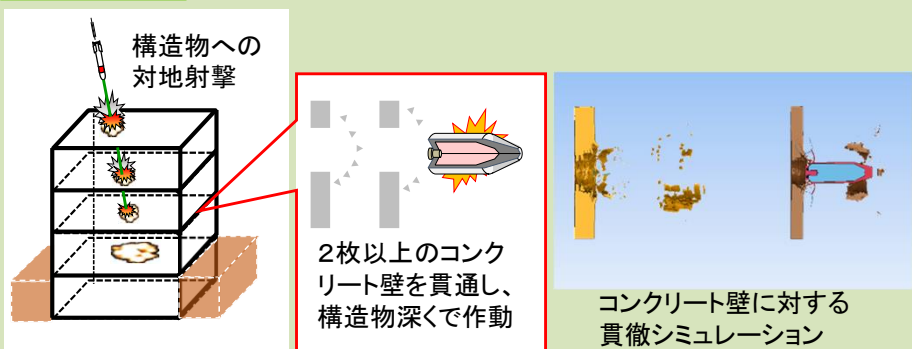 構造物への
対地射撃
２枚以上のコンク
リート壁を貫通し、
構造物深くで作動
コンクリート壁に対する
貫徹シミュレーション